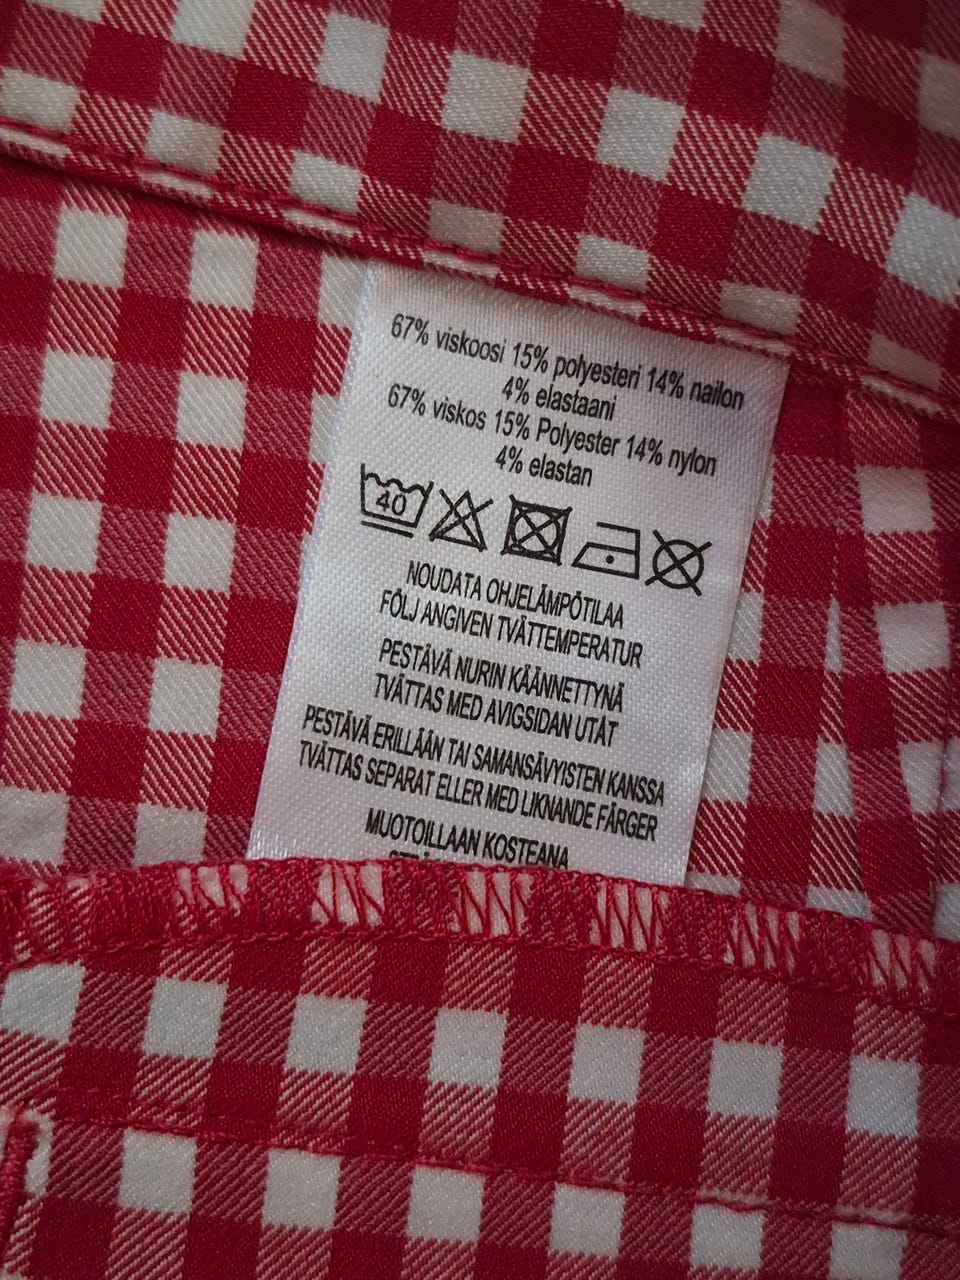 67% viskoosi 15% polyesteri 14% nailon
4% elastaani
67% viskos 15% Polyester 14% nylon
4% elastan
40
NOUDATA OHJELÄMPÖTILAA
FÖLJ ANGIVEN TVÄTTEMPERATUR
PESTÄVÄ NURIN KÄÄNNETTYNÄ
TVÄTTAS MED AVIGSIDAN UTÅT
PESTÄVÄ ERILLÄÄN TAI SAMANSÄVYISTEN KANSSA
TVÄTTAS SEPARAT ELLER MED LIKNANDE FÄRGER
MUOTOILLAAN KOSTEANA